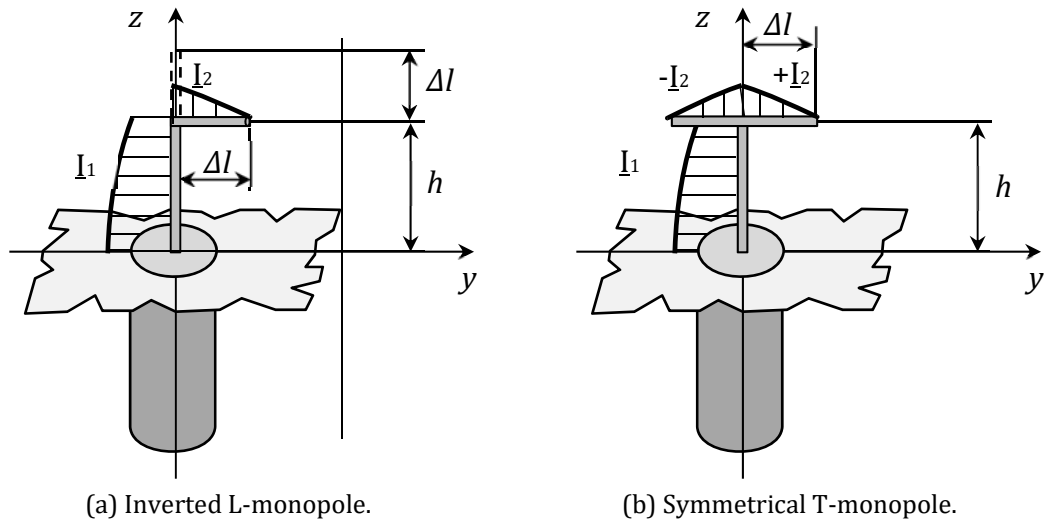 z
I2
Δl
I1
Δl
h
y
(a) Inverted L-monopole.
z
Δl
-I2
+I2
I1
h
y
(b) Symmetrical T-monopole.